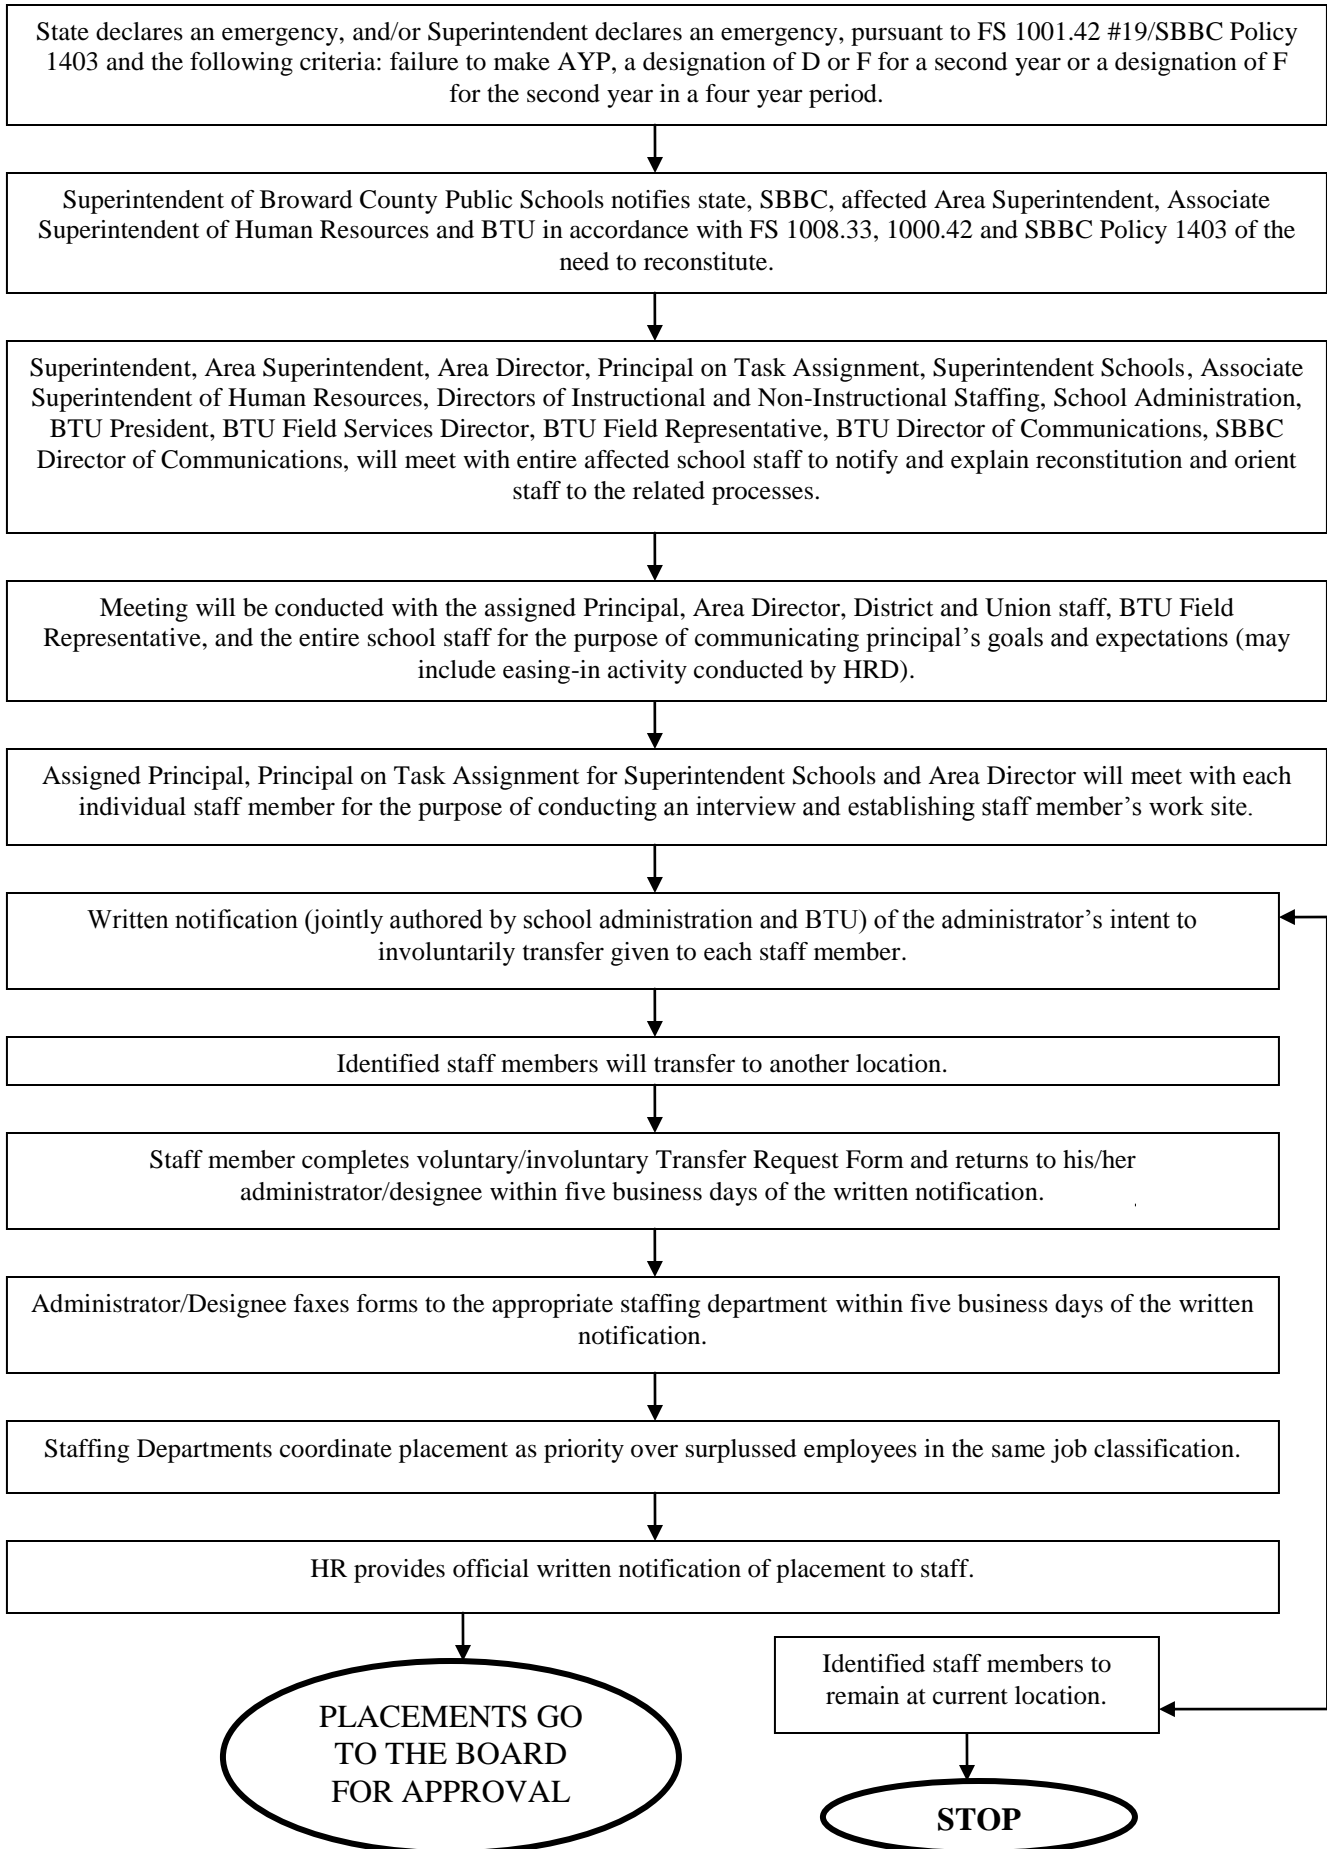 State declares an emergency, and/or Superintendent declares an emergency, pursuant to FS 1001.42 #19/SBBC Policy
1403 and the following criteria: failure to make AYP, a designation of D or F for a second year or a designation of F
for the second year in a four year period.
Superintendent of Broward County Public Schools notifies state, SBBC, affected Area Superintendent, Associate
Superintendent of Human Resources and BTU in accordance with FS 1008.33, 1000.42 and SBBC Policy 1403 of the
need to reconstitute.
Superintendent, Area Superintendent, Area Director, Principal on Task Assignment, Superintendent Schools, Associate
Superintendent of Human Resources, Directors of Instructional and Non-Instructional Staffing, School Administration,
BTU President, BTU Field Services Director, BTU Field Representative, BTU Director of Communications, SBBC
Director of Communications, will meet with entire affected school staff to notify and explain reconstitution and orient
staff to the related processes.
Meeting will be conducted with the assigned Principal, Area Director, District and Union staff, BTU Field
Representative, and the entire school staff for the purpose of communicating principal's goals and expectations (may
include easing-in activity conducted by HRD).
Assigned Principal, Principal on Task Assignment for Superintendent Schools and Area Director will meet with each
individual staff member for the purpose of conducting an interview and establishing staff member's work site.
Written notification (jointly authored by school administration and BTU) of the administrator's intent to
involuntarily transfer given to each staff member.
Identified staff members will transfer to another location.
Staff member completes voluntary/involuntary Transfer Request Form and returns to his/her
administrator/designee within five business days of the written notification.
Administrator/Designee faxes forms to the appropriate staffing department within five business days of the written
notification.
Staffing Departments coordinate placement as priority over surplussed employees in the same job classification.
HR provides official written notification of placement to staff.
Identified staff members to
remain at current location.
PLACEMENTS GO
TO THE BOARD
FOR APPROVAL
STOP